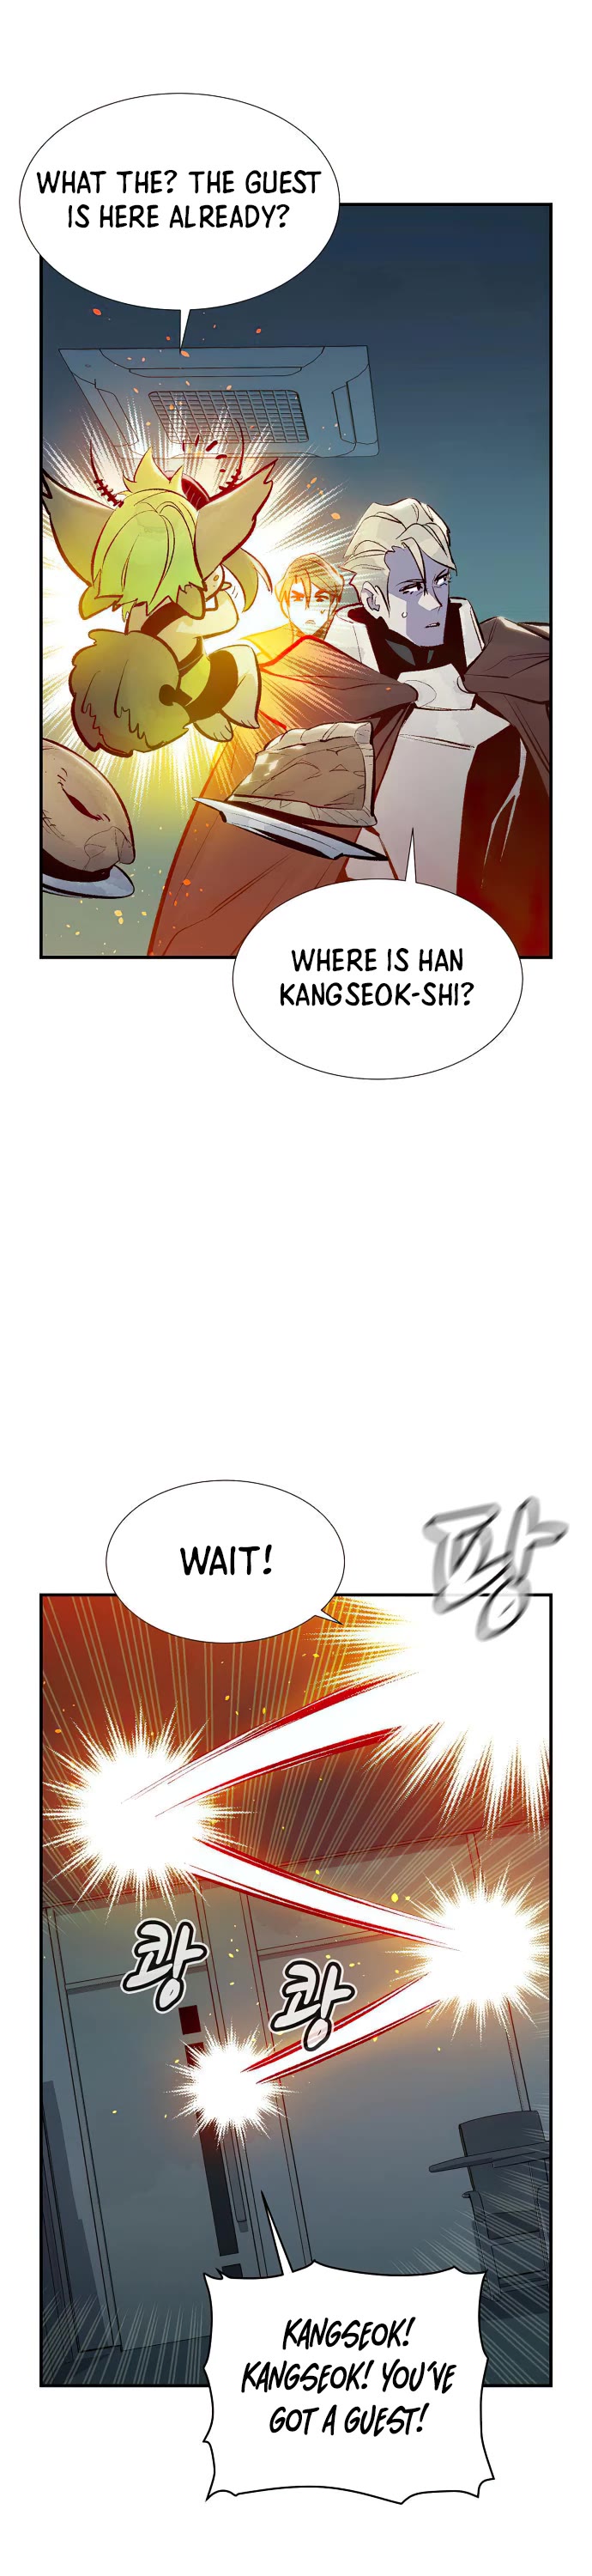 WHAT THE? THE GUEST
IS HERE ALREADY?
WHERE IS HAN
KANGSEOK-SHI?
WAIT!
팡
쾅
쾅
KANGSEOK!
KANGSEOK! YOU'VE
GOT A GUEST!